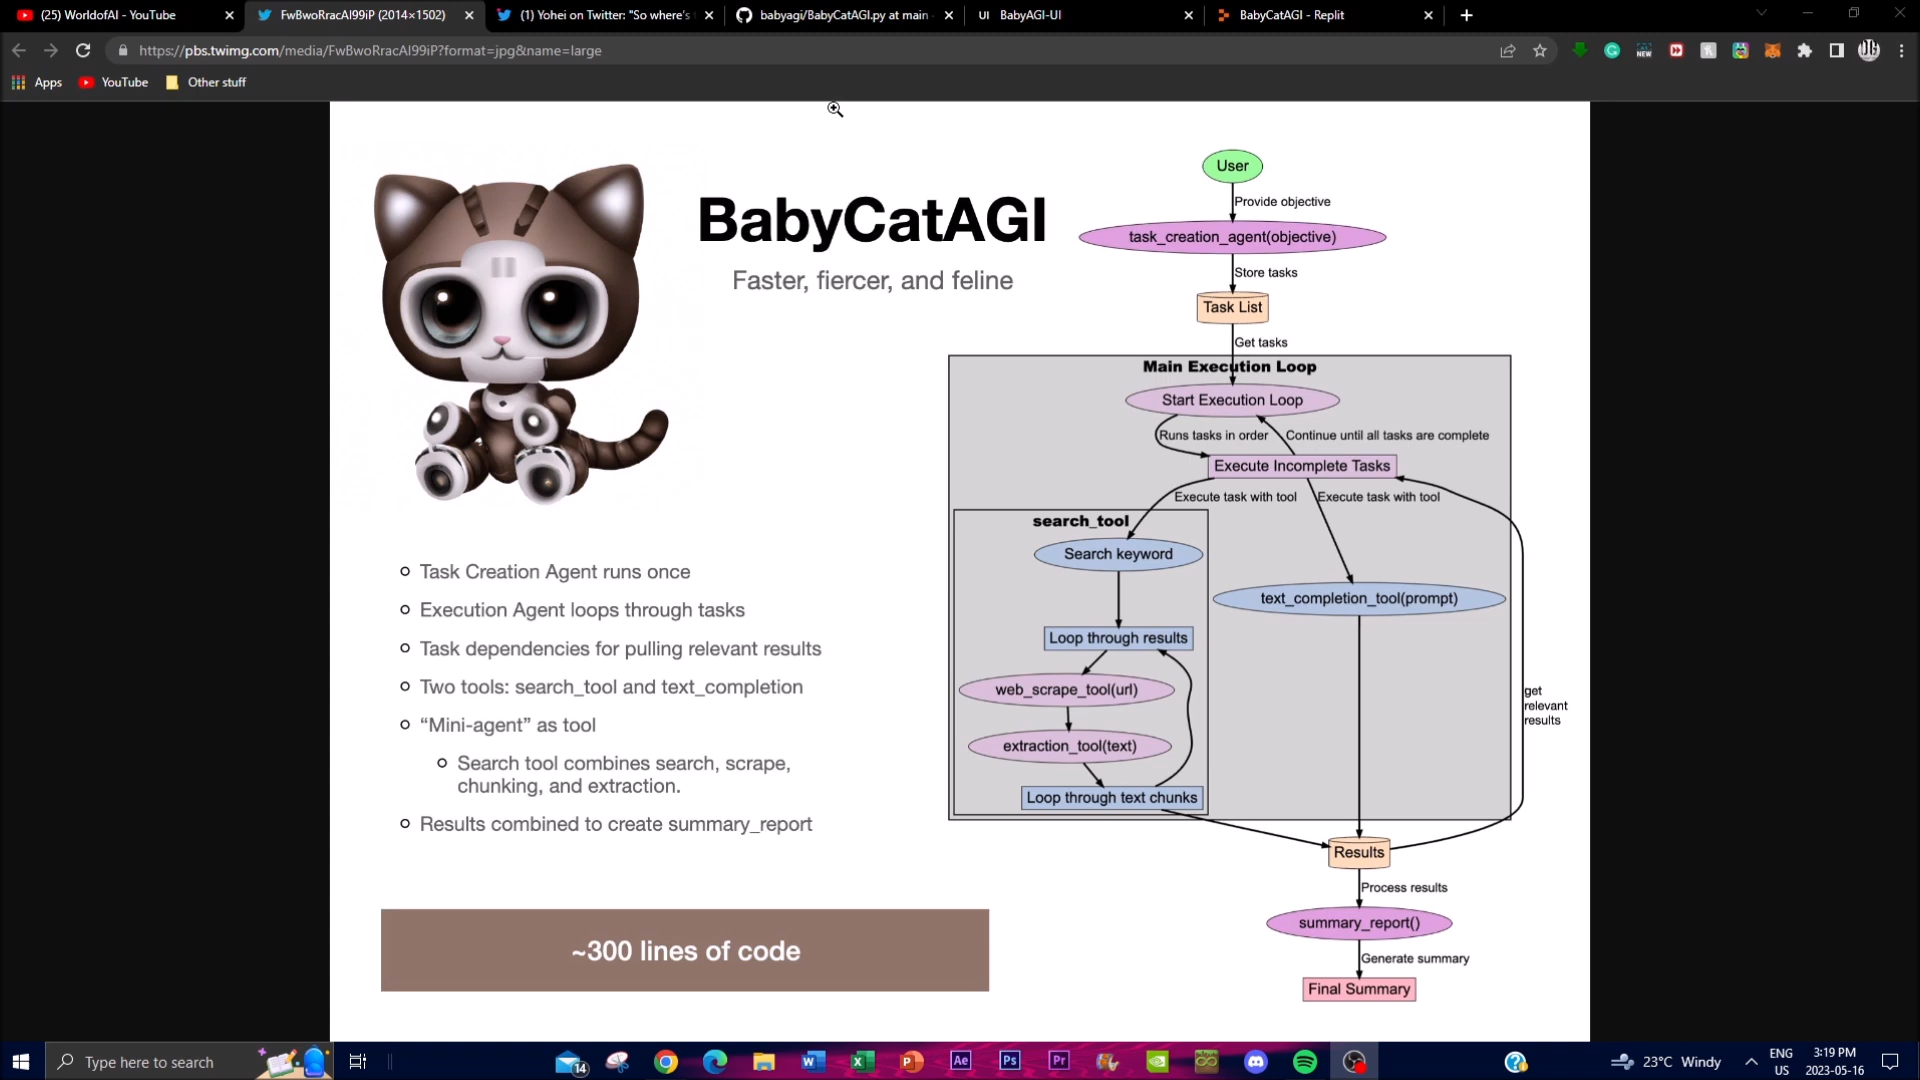 (25) WorldofAI - YouTube
FwBwoRracAI99iP (2014×1502)
(1) Yohei on Twitter: "So where's
babyagi/BabyCatAGI.py at main
UI BabyAGI-UI
BabyCatAGI - Replit
https://pbs.twimg.com/media/FwBwoRracAI99iP?format=jpg&name=large
NEW
Apps
YouTube
Other stuff
BabyCatAGI
Faster, fiercer, and feline
Task Creation Agent runs once
Execution Agent loops through tasks
Task dependencies for pulling relevant results
Two tools: search_tool and text_completion
“Mini-agent” as tool
Search tool combines search, scrape,
chunking, and extraction.
Results combined to create summary_report
~300 lines of code
User
Provide objective
task_creation_agent(objective)
Store tasks
Task List
Get tasks
Main Execution Loop
Start Execution Loop
Runs tasks in order
Continue until all tasks are complete
Execute Incomplete Tasks
Execute task with tool
Execute task with tool
search_tool
Search keyword
text_completion_tool(prompt)
Loop through results
web_scrape_tool(url)
get
relevant
results
extraction_tool(text)
Loop through text chunks
Results
Process results
summary_report()
Generate summary
Final Summary
Type here to search
14
Ae
Ps
Pr
23°C Windy
ENG
US
3:19 PM
2023-05-16